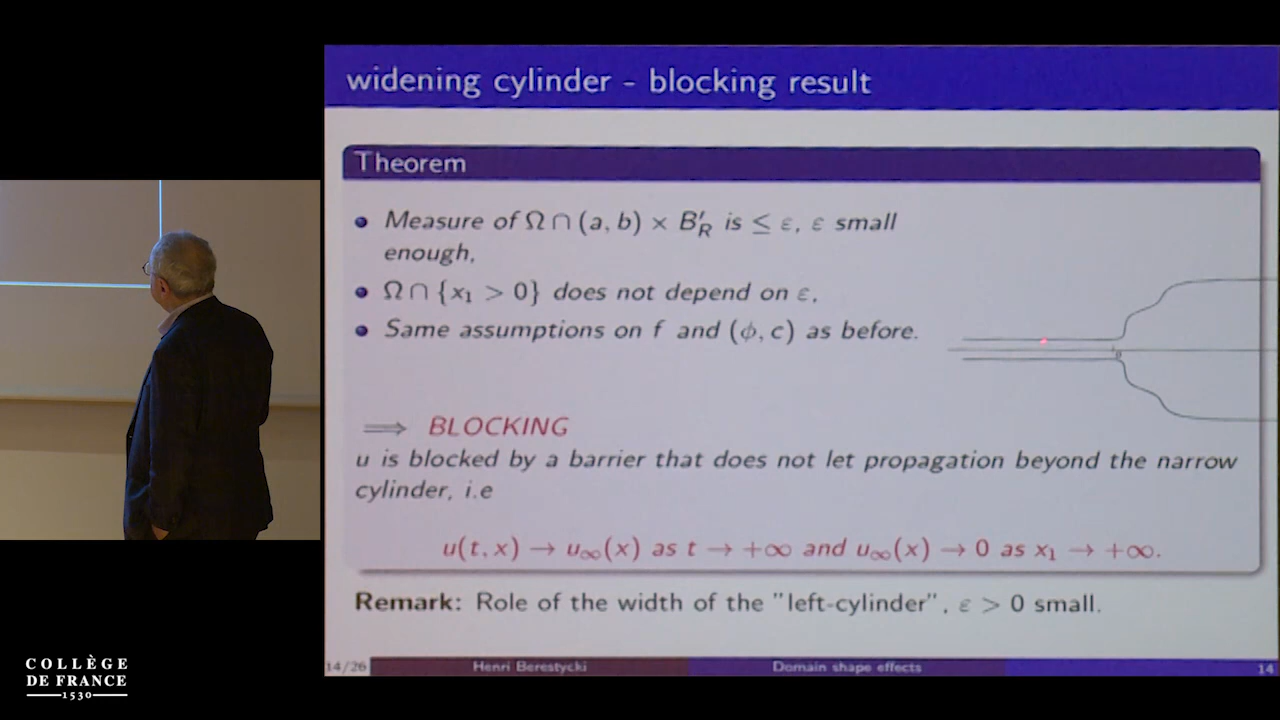 widening cylinder - blocking result
Theorem
Measure of Ω ∩ (a, b) × B′_R is ≤ ε, ε small
enough,
Ω ∩ {x₁ > 0} does not depend on ε,
Same assumptions on f and (ϕ, c) as before.
⟹ BLOCKING
u is blocked by a barrier that does not let propagation beyond the narrow
cylinder, i.e
u(t, x) → u∞(x) as t → +∞ and u∞(x) → 0 as x₁ → +∞.
Remark: Role of the width of the "left-cylinder", ε > 0 small.
14/26 Henri Berestycki Domain shape effects 14
COLLÈGE
DE FRANCE
1530